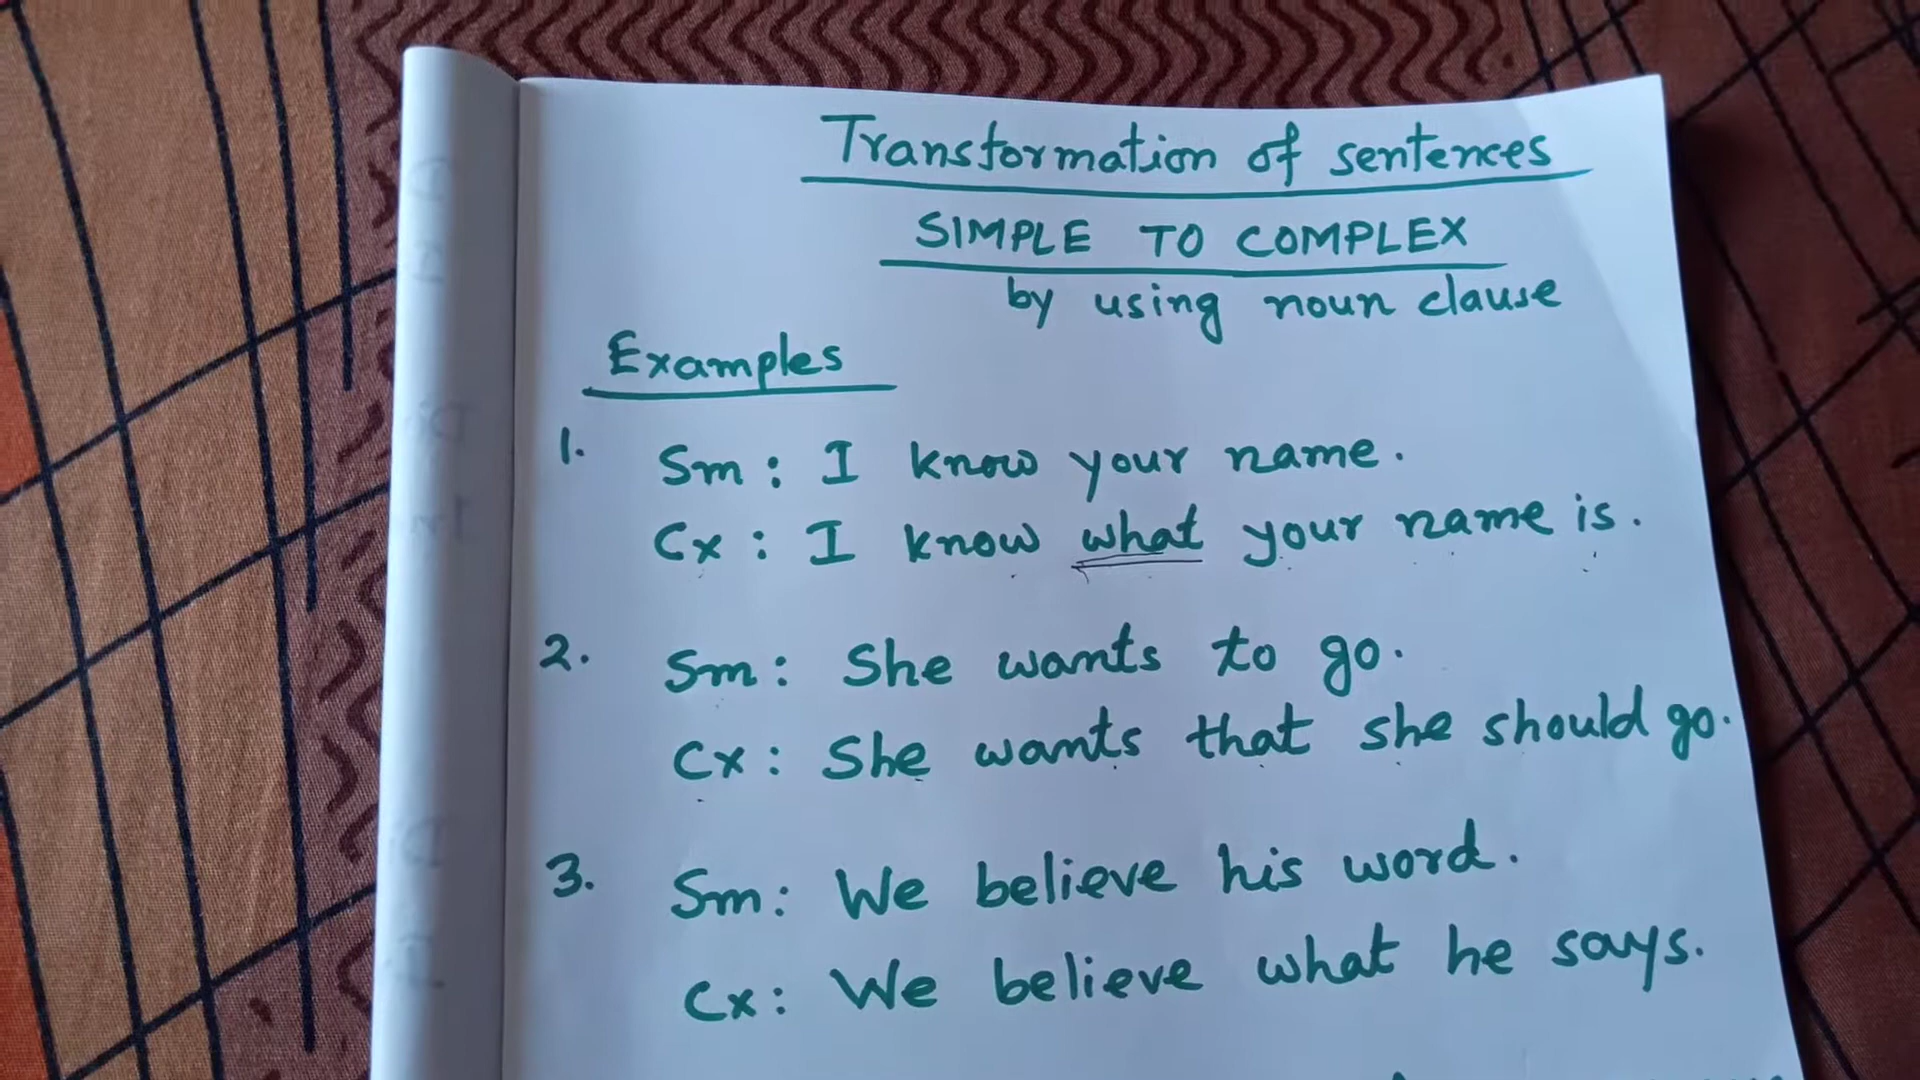 Transformation of sentences
SIMPLE TO COMPLEX
by using noun clause
Examples
1. Sm : I know your name.
Cx : I know what your name is.
2. Sm : She wants to go.
Cx : She wants that she should go.
3. Sm : We believe his word.
Cx : We believe what he says.